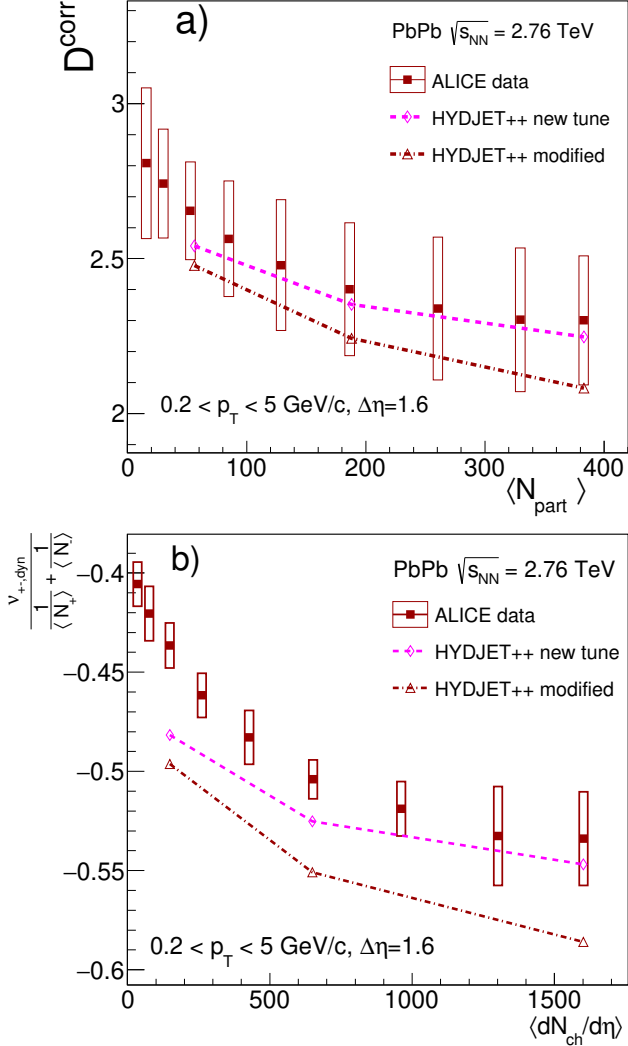 D^corr
a)
PbPb √s_NN = 2.76 TeV
ALICE data
HYDJET++ new tune
HYDJET++ modified
3
2.5
2
0.2 < p_T < 5 GeV/c, Δη=1.6
0 100 200 300 400
⟨N_part⟩
ν_+-,dyn
1/⟨N_+⟩ + 1/⟨N_-⟩
b)
PbPb √s_NN = 2.76 TeV
ALICE data
HYDJET++ new tune
HYDJET++ modified
−0.4
−0.45
−0.5
−0.55
−0.6
0.2 < p_T < 5 GeV/c, Δη=1.6
0 500 1000 1500
⟨dN_ch/dη⟩